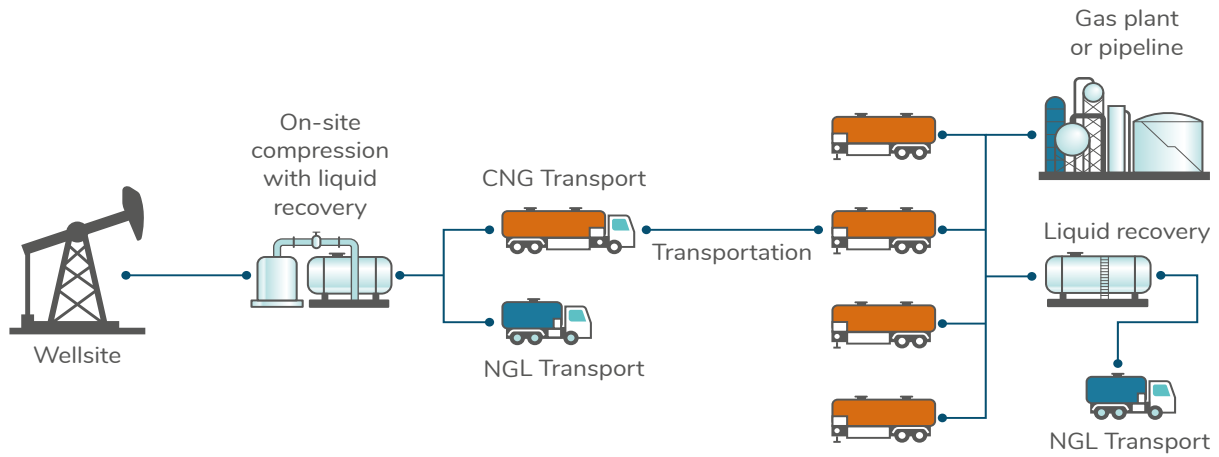 Wellsite
On-site
compression
with liquid
recovery
CNG Transport
NGL Transport
Transportation
Gas plant
or pipeline
Liquid recovery
NGL Transport